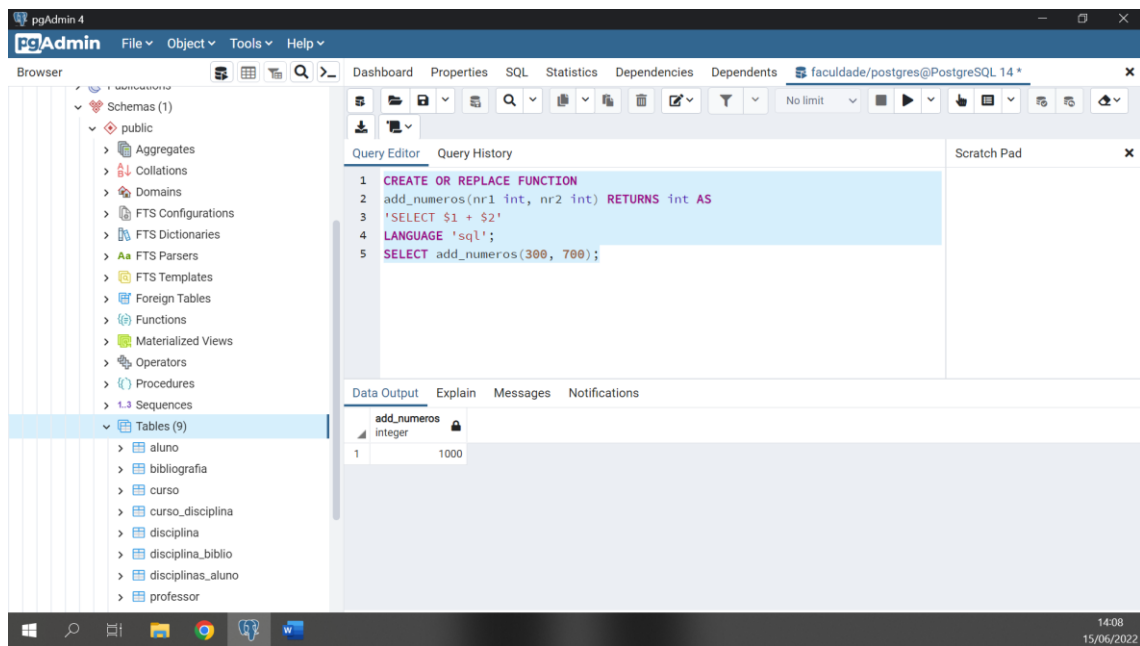 pgAdmin 4
pgAdmin File Object Tools Help
Browser
Dashboard Properties SQL Statistics Dependencies Dependents faculdade/postgres@PostgreSQL 14 *
Publications
Schemas (1)
public
Aggregates
Collations
Domains
FTS Configurations
FTS Dictionaries
Aa FTS Parsers
FTS Templates
Foreign Tables
Functions
Materialized Views
Operators
Procedures
1..3 Sequences
Tables (9)
aluno
bibliografia
curso
curso_disciplina
disciplina
disciplina_biblio
disciplinas_aluno
professor
No limit
Query Editor Query History
Scratch Pad
1 CREATE OR REPLACE FUNCTION
2 add_numeros(nr1 int, nr2 int) RETURNS int AS
3 'SELECT $1 + $2'
4 LANGUAGE 'sql';
5 SELECT add_numeros(300, 700);
Data Output Explain Messages Notifications
add_numeros
integer
1 1000
14:08
15/06/2022